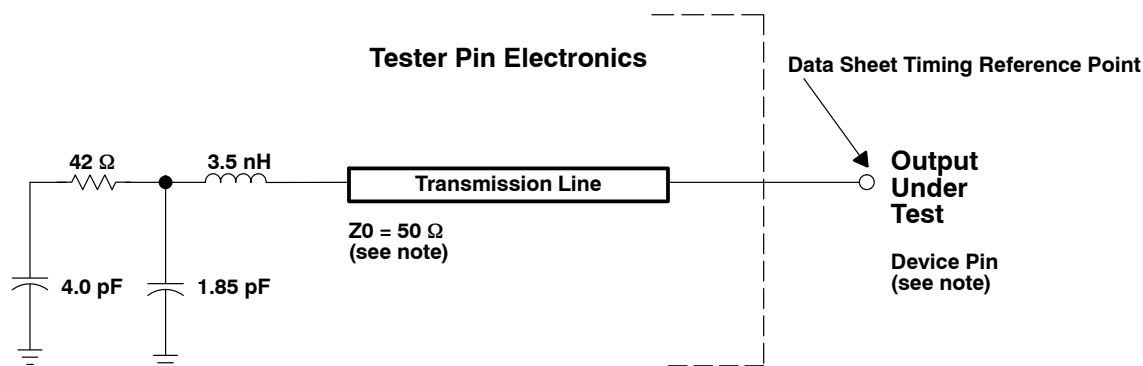 Tester Pin Electronics
Data Sheet Timing Reference Point
42 Ω
3.5 nH
Transmission Line
Output
Under
Test
Z0 = 50 Ω
(see note)
Device Pin
(see note)
4.0 pF
1.85 pF